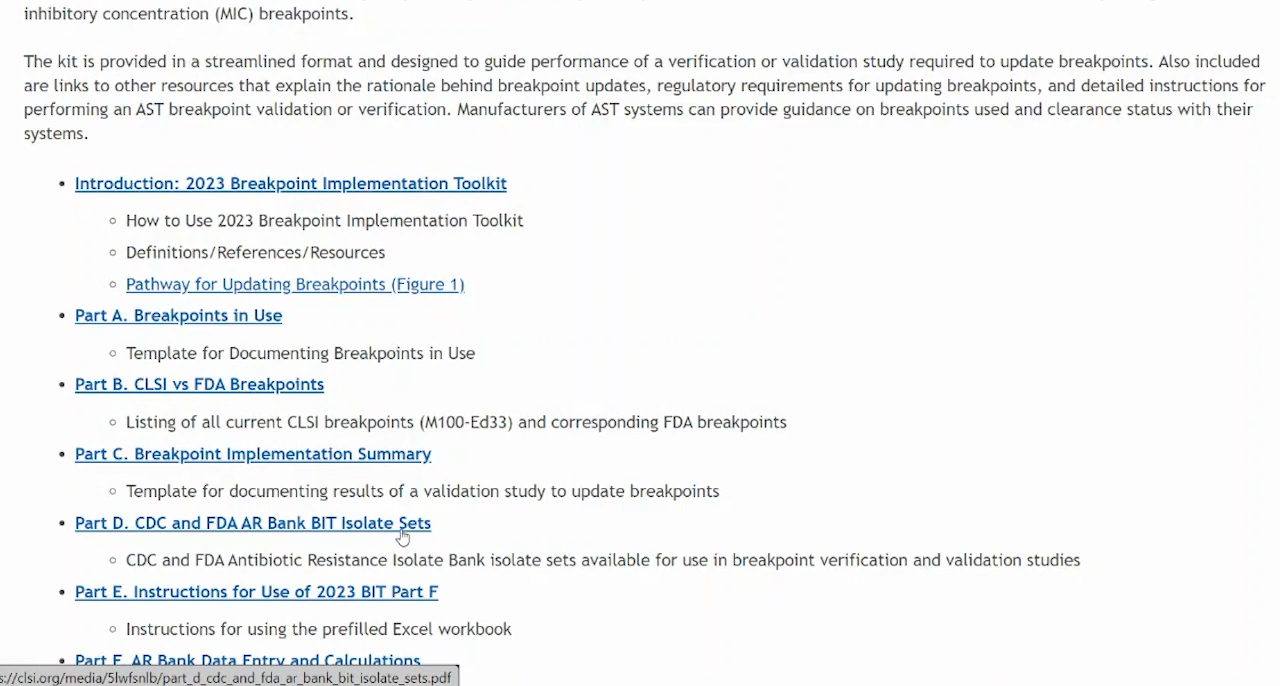 inhibitory concentration (MIC) breakpoints.
The kit is provided in a streamlined format and designed to guide performance of a verification or validation study required to update breakpoints. Also included
are links to other resources that explain the rationale behind breakpoint updates, regulatory requirements for updating breakpoints, and detailed instructions for
performing an AST breakpoint validation or verification. Manufacturers of AST systems can provide guidance on breakpoints used and clearance status with their
systems.
• Introduction: 2023 Breakpoint Implementation Toolkit
◦ How to Use 2023 Breakpoint Implementation Toolkit
◦ Definitions/References/Resources
◦ Pathway for Updating Breakpoints (Figure 1)
• Part A. Breakpoints in Use
◦ Template for Documenting Breakpoints in Use
• Part B. CLSI vs FDA Breakpoints
◦ Listing of all current CLSI breakpoints (M100-Ed33) and corresponding FDA breakpoints
• Part C. Breakpoint Implementation Summary
◦ Template for documenting results of a validation study to update breakpoints
• Part D. CDC and FDA AR Bank BIT Isolate Sets
◦ CDC and FDA Antibiotic Resistance Isolate Bank isolate sets available for use in breakpoint verification and validation studies
• Part E. Instructions for Use of 2023 BIT Part F
◦ Instructions for using the prefilled Excel workbook
• Part F. AR Bank Data Entry and Calculations
s://clsi.org/media/5lwfsnlb/part_d_cdc_and_fda_ar_bank_bit_isolate_sets.pdf